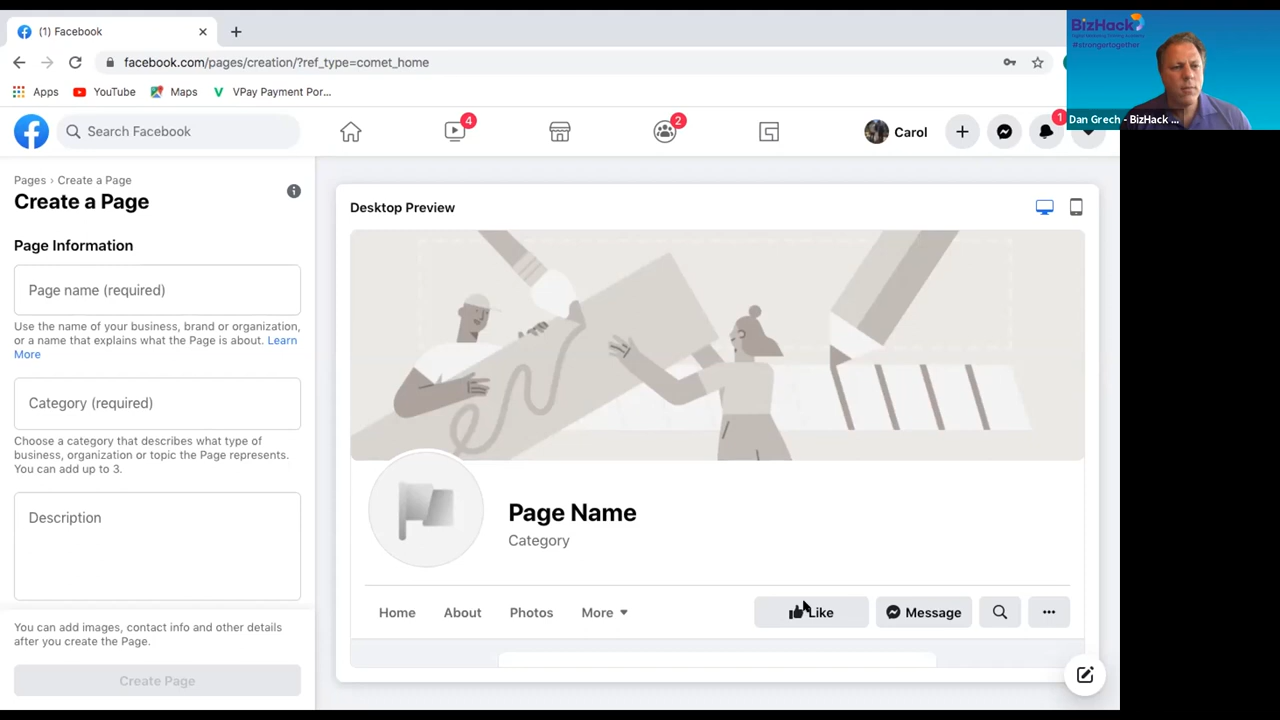 (1) Facebook
facebook.com/pages/creation/?ref_type=comet_home
Apps YouTube Maps VPay Payment Por...
BizHack
#strongertogether
Dan Grech - BizHack ...
Search Facebook
4
2
Carol
1
Pages › Create a Page
Create a Page
Page Information
Page name (required)
Use the name of your business, brand or organization,
or a name that explains what the Page is about. Learn
More
Category (required)
Choose a category that describes what type of
business, organization or topic the Page represents.
You can add up to 3.
Description
You can add images, contact info and other details
after you create the Page.
Create Page
Desktop Preview
Page Name
Category
Home About Photos More
Like Message